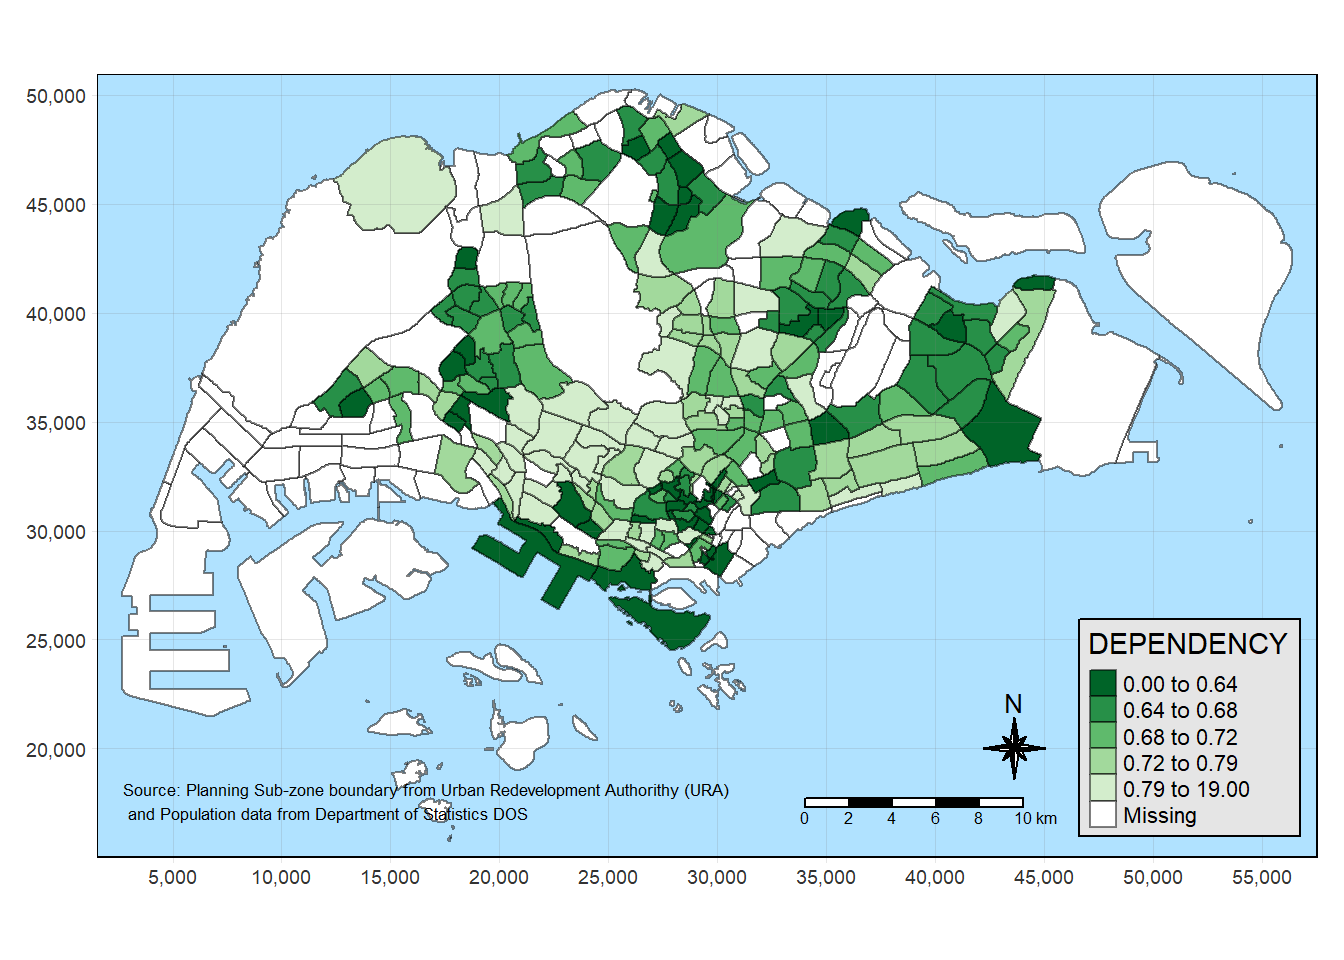 50,000
45,000
40,000
35,000
30,000
25,000
20,000
5,000 10,000 15,000 20,000 25,000 30,000 35,000 40,000 45,000 50,000 55,000
DEPENDENCY
0.00 to 0.64
0.64 to 0.68
0.68 to 0.72
0.72 to 0.79
0.79 to 19.00
Missing
N
0 2 4 6 8 10 km
Source: Planning Sub-zone boundary from Urban Redevelopment Authorithy (URA)
and Population data from Department of Statistics DOS